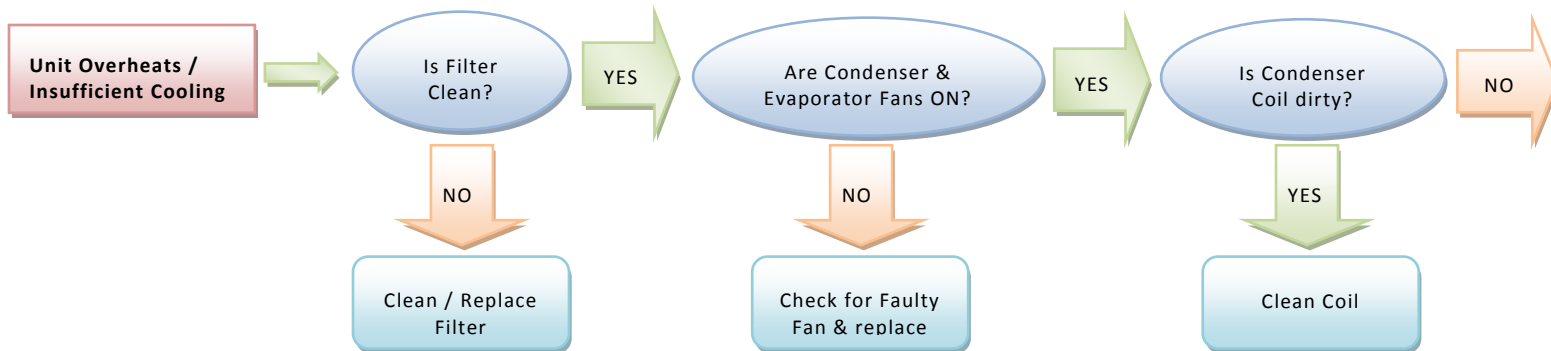 Unit Overheats /
Insufficient Cooling
Is Filter
Clean?
YES
Are Condenser &
Evaporator Fans ON?
YES
Is Condenser
Coil dirty?
NO
NO
NO
YES
Clean / Replace
Filter
Check for Faulty
Fan & replace
Clean Coil